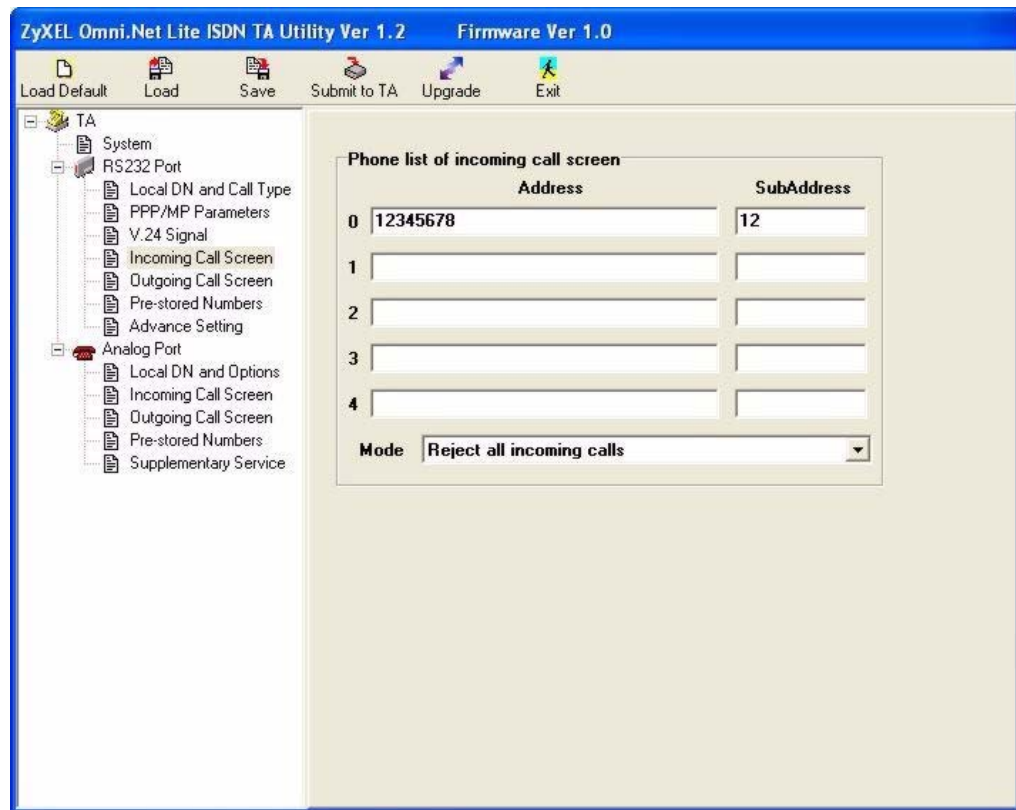 ZyXEL Omni.Net Lite ISDN TA Utility Ver 1.2 Firmware Ver 1.0
Load Default Load Save Submit to TA Upgrade Exit
TA
System
RS232 Port
Local DN and Call Type
PPP/MP Parameters
V.24 Signal
Incoming Call Screen
Outgoing Call Screen
Pre-stored Numbers
Advance Setting
Analog Port
Local DN and Options
Incoming Call Screen
Outgoing Call Screen
Pre-stored Numbers
Supplementary Service
Phone list of incoming call screen
Address SubAddress
0 12345678 12
1
2
3
4
Mode Reject all incoming calls